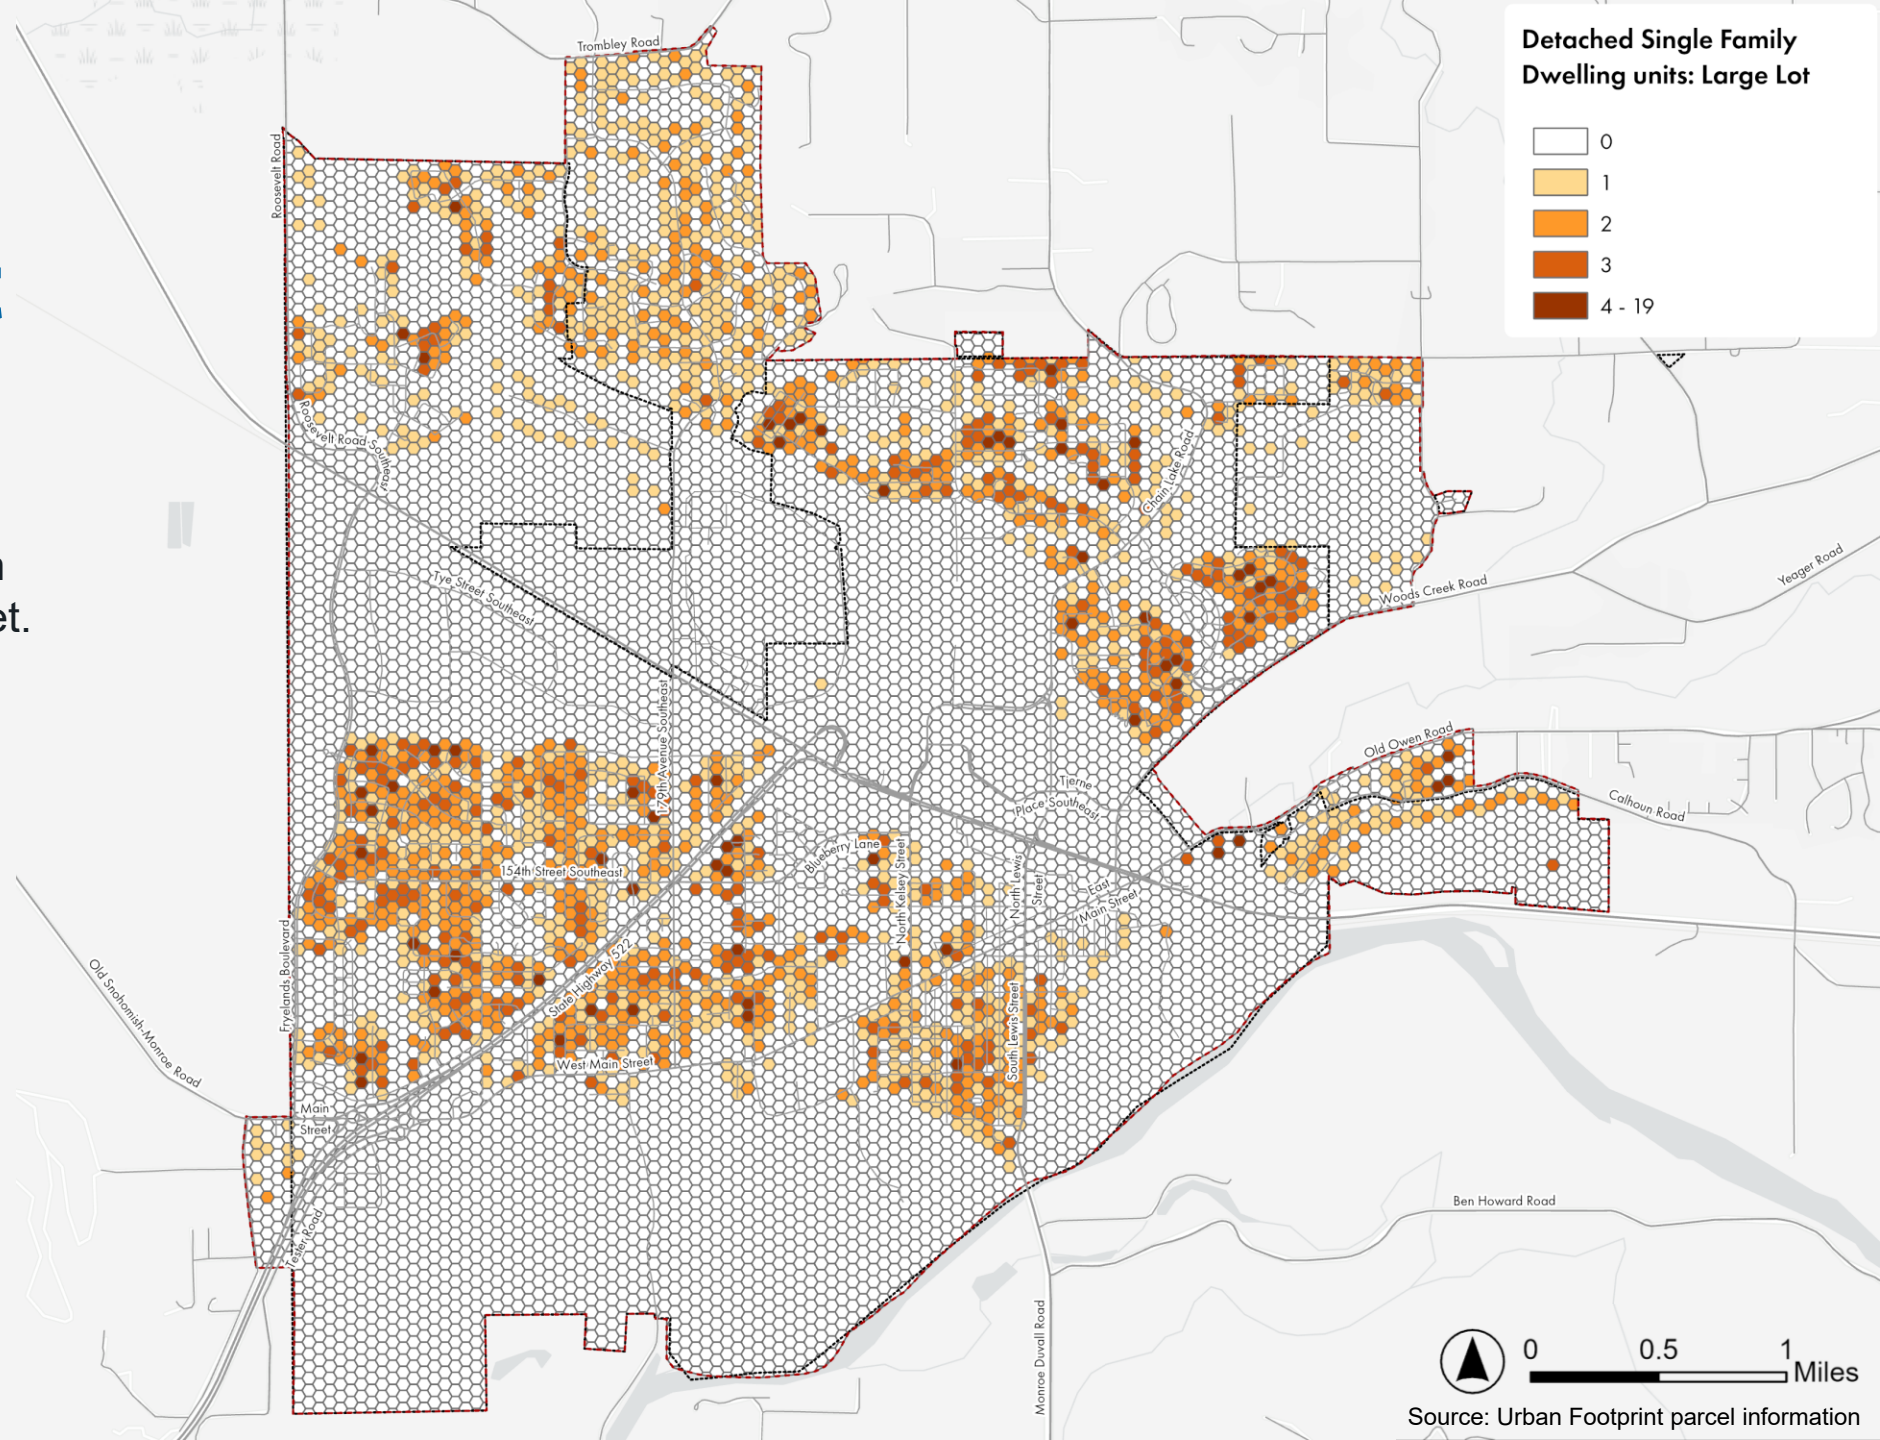 Trombley Road
Detached Single Family
Dwelling units: Large Lot
0
1
2
3
4 - 19
Roosevelt Road
Roosevelt Road Southeast
Chain Lake Road
et.
Tye Street Southeast
Woods Creek Road
Yeager Road
179th Avenue Southeast
Old Owen Road
Calhoun Road
Tjerne
Place Southeast
Blueberry Lane
154th Street Southeast
North Kelsey Street
North Lewis
Street
East
Main Street
State Highway 522
Fryelands Boulevard
Old Snohomish-Monroe Road
South Lewis Street
West Main Street
Main
Street
Tester Road
Ben Howard Road
Monroe Duvall Road
0 0.5 1
Miles
Source: Urban Footprint parcel information